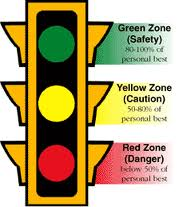 Green Zone
(Safety)
80-100% of
personal best
Yellow Zone
(Caution)
50-80% of
personal best
Red Zone
(Danger)
below 50% of
personal best